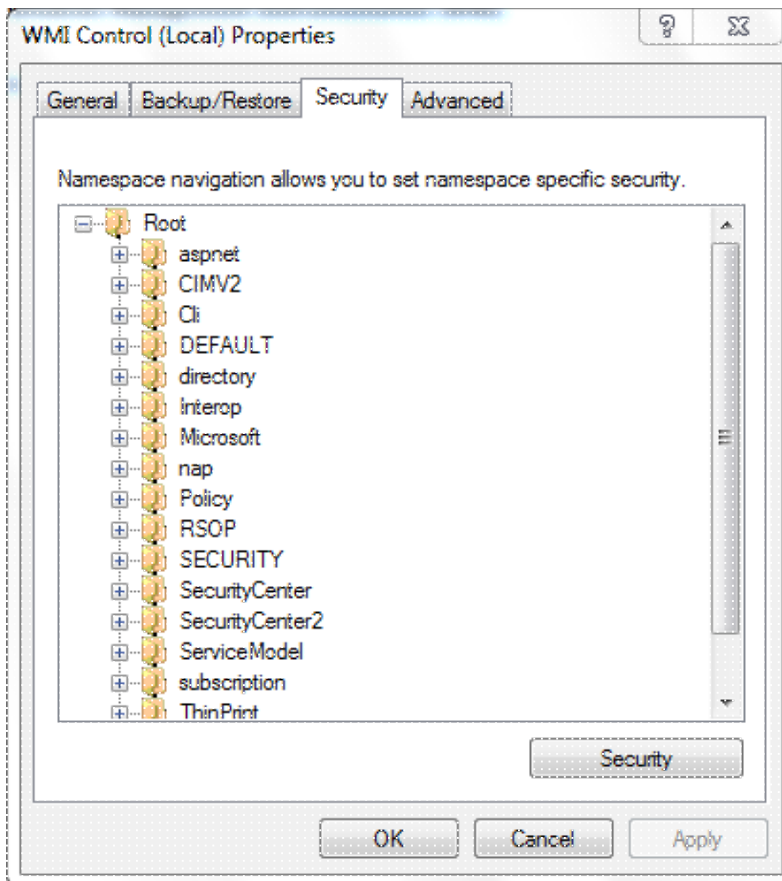 WMI Control (Local) Properties
General Backup/Restore Security Advanced
Namespace navigation allows you to set namespace specific security.
Root
aspnet
CIMV2
Cli
DEFAULT
directory
Interop
Microsoft
nap
Policy
RSOP
SECURITY
SecurityCenter
SecurityCenter2
ServiceModel
subscription
ThinPrint
Security
OK Cancel Apply